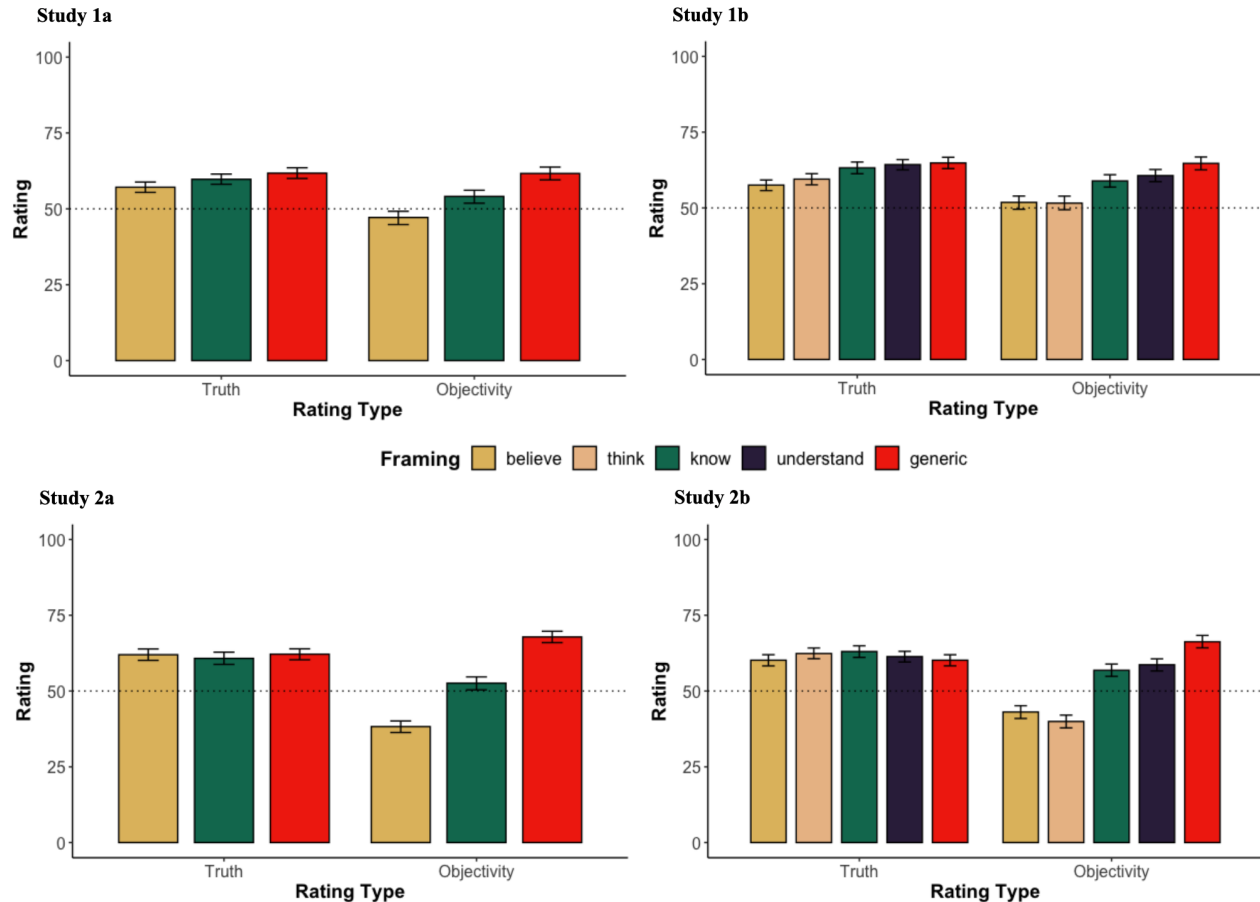 Study 1a
100
75
50
25
0
Rating
Truth
Objectivity
Rating Type
Study 1b
100
75
50
25
0
Rating
Truth
Objectivity
Rating Type
Framing believe think know understand generic
Study 2a
100
75
50
25
0
Rating
Truth
Objectivity
Rating Type
Study 2b
100
75
50
25
0
Rating
Truth
Objectivity
Rating Type